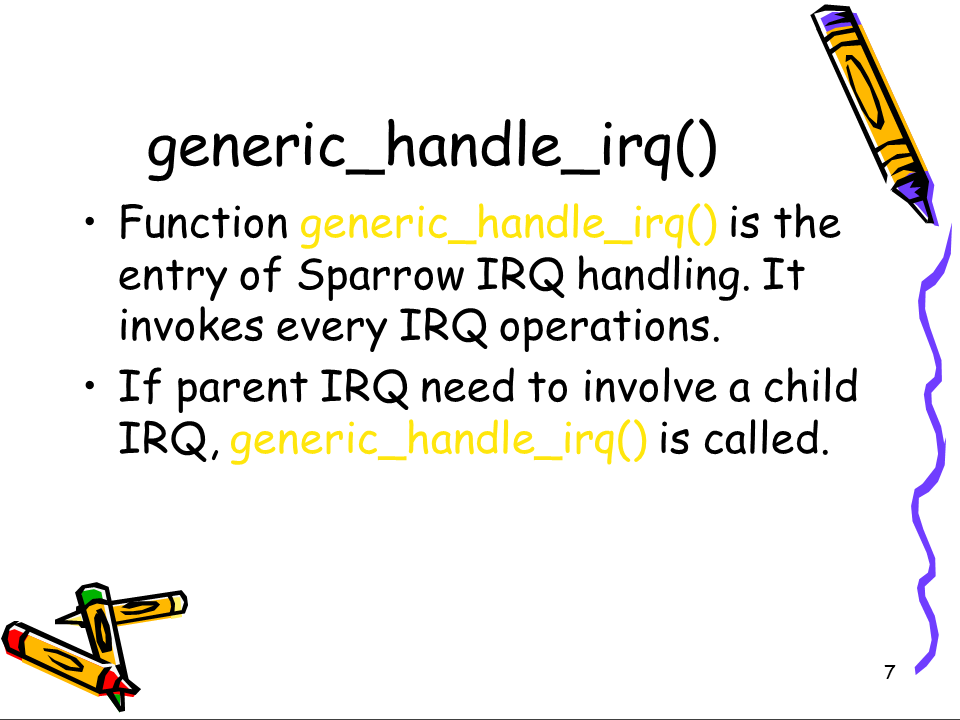 generic_handle_irq()
• Function generic_handle_irq() is the
entry of Sparrow IRQ handling. It
invokes every IRQ operations.
• If parent IRQ need to involve a child
IRQ, generic_handle_irq() is called.
7